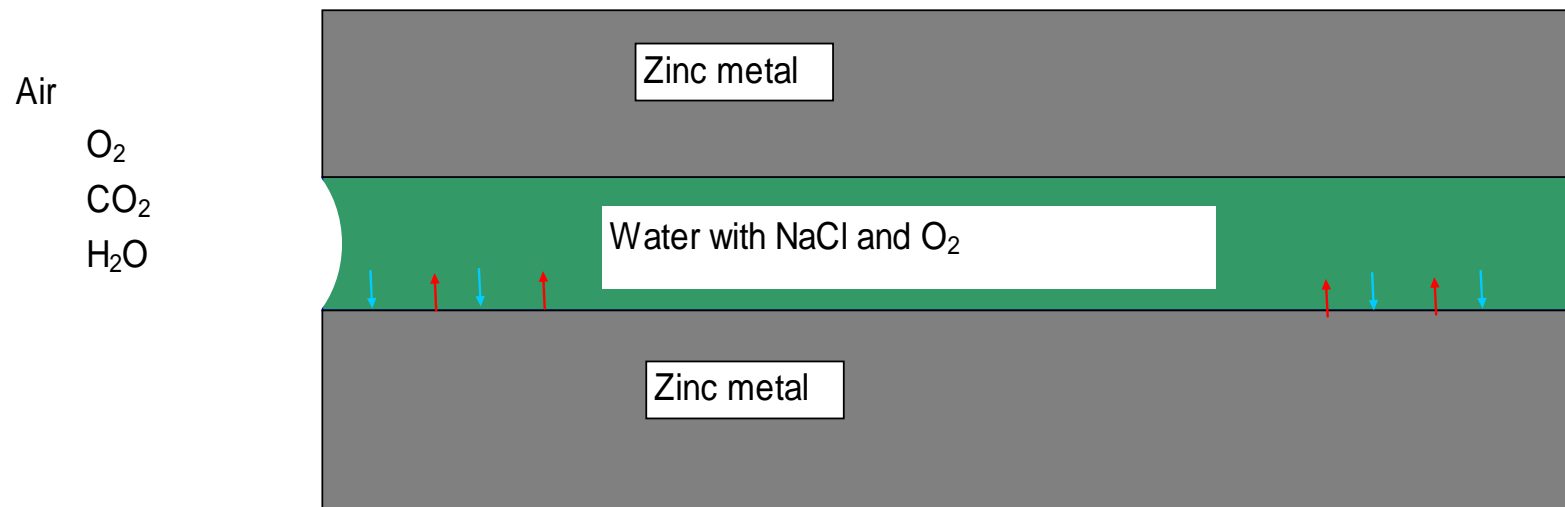 Zinc metal
Air
O₂
CO₂
H₂O
Water with NaCl and O₂
Zinc metal